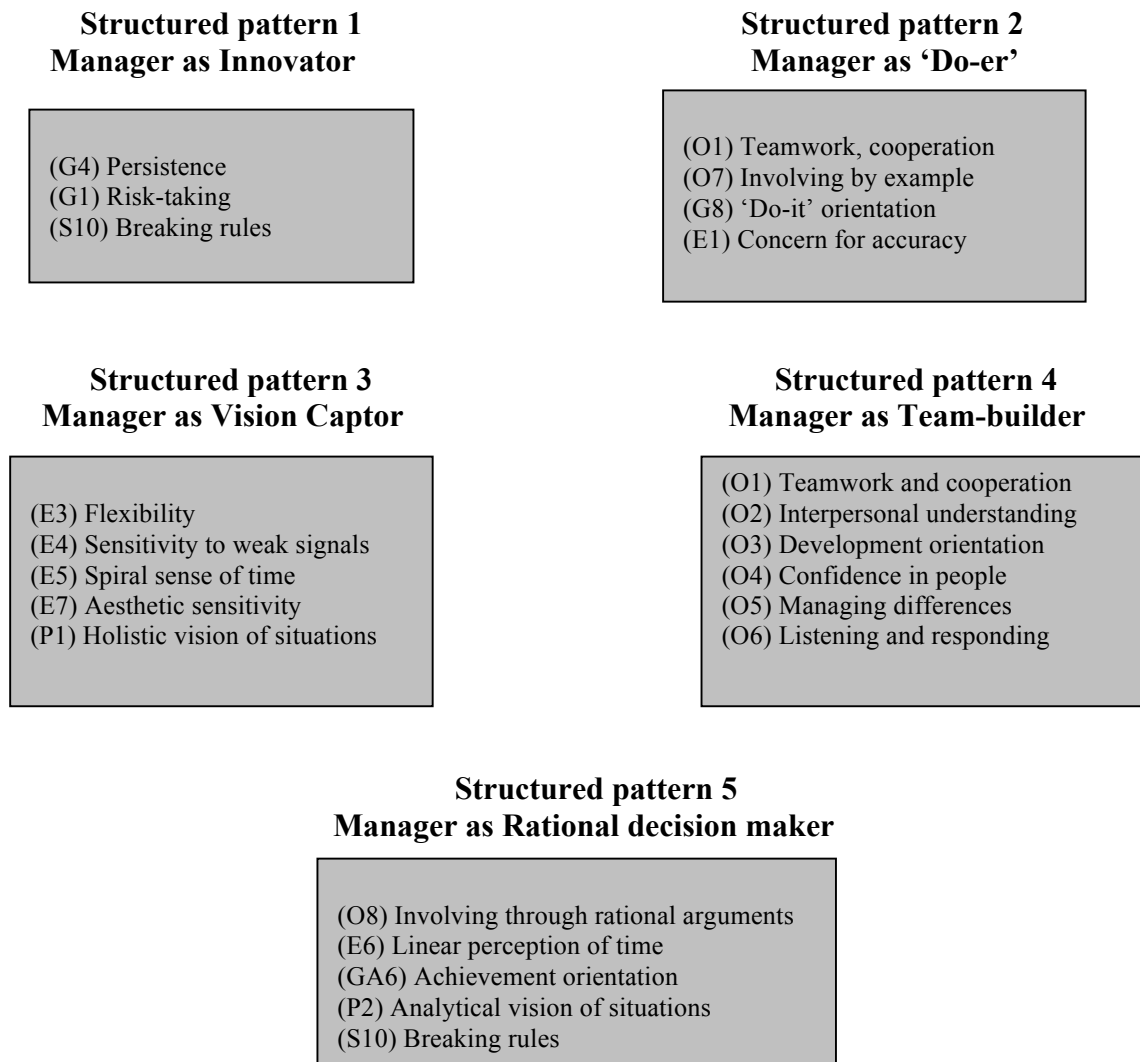 Structured pattern 1
Manager as Innovator
(G4) Persistence
(G1) Risk-taking
(S10) Breaking rules
Structured pattern 2
Manager as ‘Do-er’
(O1) Teamwork, cooperation
(O7) Involving by example
(G8) ‘Do-it’ orientation
(E1) Concern for accuracy
Structured pattern 3
Manager as Vision Captor
(E3) Flexibility
(E4) Sensitivity to weak signals
(E5) Spiral sense of time
(E7) Aesthetic sensitivity
(P1) Holistic vision of situations
Structured pattern 4
Manager as Team-builder
(O1) Teamwork and cooperation
(O2) Interpersonal understanding
(O3) Development orientation
(O4) Confidence in people
(O5) Managing differences
(O6) Listening and responding
Structured pattern 5
Manager as Rational decision maker
(O8) Involving through rational arguments
(E6) Linear perception of time
(GA6) Achievement orientation
(P2) Analytical vision of situations
(S10) Breaking rules